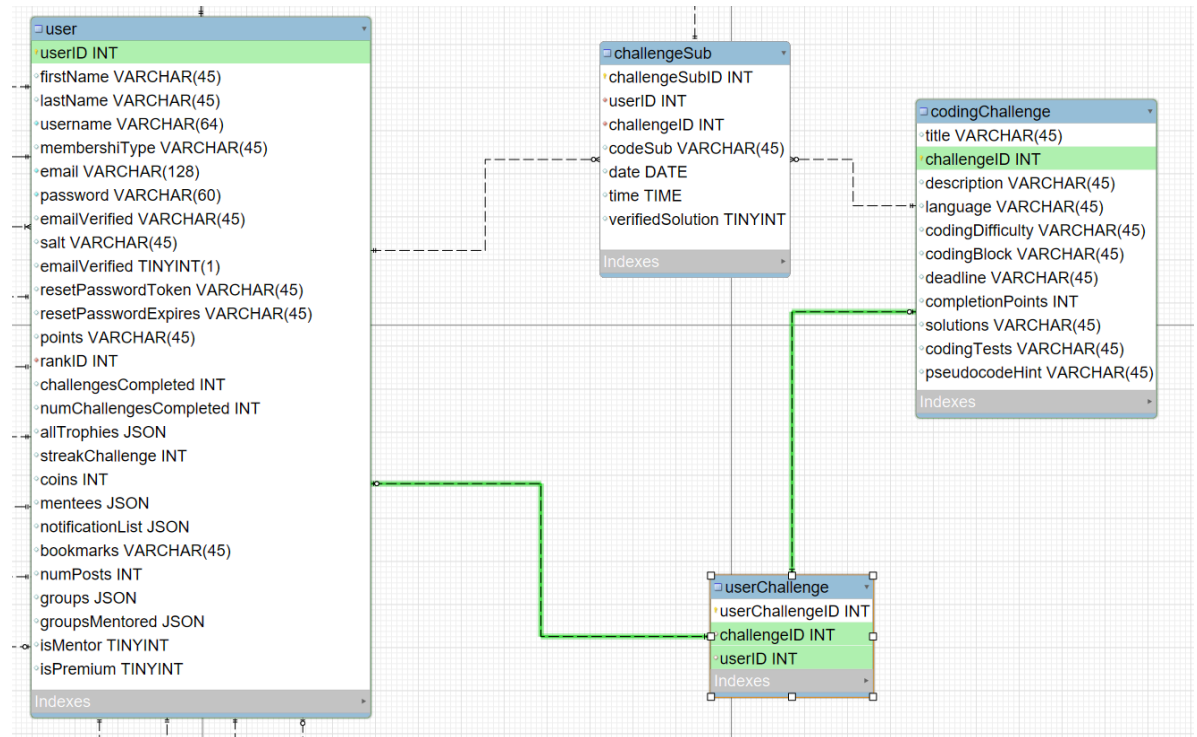 user
userID INT
firstName VARCHAR(45)
lastName VARCHAR(45)
username VARCHAR(64)
membershiType VARCHAR(45)
email VARCHAR(128)
password VARCHAR(60)
emailVerified VARCHAR(45)
salt VARCHAR(45)
emailVerified TINYINT(1)
resetPasswordToken VARCHAR(45)
resetPasswordExpires VARCHAR(45)
points VARCHAR(45)
rankID INT
challengesCompleted INT
numChallengesCompleted INT
allTrophies JSON
streakChallenge INT
coins INT
mentees JSON
notificationList JSON
bookmarks VARCHAR(45)
numPosts INT
groups JSON
groupsMentored JSON
isMentor TINYINT
isPremium TINYINT
Indexes
challengeSub
challengeSubID INT
userID INT
challengeID INT
codeSub VARCHAR(45)
date DATE
time TIME
verifiedSolution TINYINT
Indexes
codingChallenge
title VARCHAR(45)
challengeID INT
description VARCHAR(45)
language VARCHAR(45)
codingDifficulty VARCHAR(45)
codingBlock VARCHAR(45)
deadline VARCHAR(45)
completionPoints INT
solutions VARCHAR(45)
codingTests VARCHAR(45)
pseudocodeHint VARCHAR(45)
Indexes
userChallenge
userChallengeID INT
challengeID INT
userID INT
Indexes